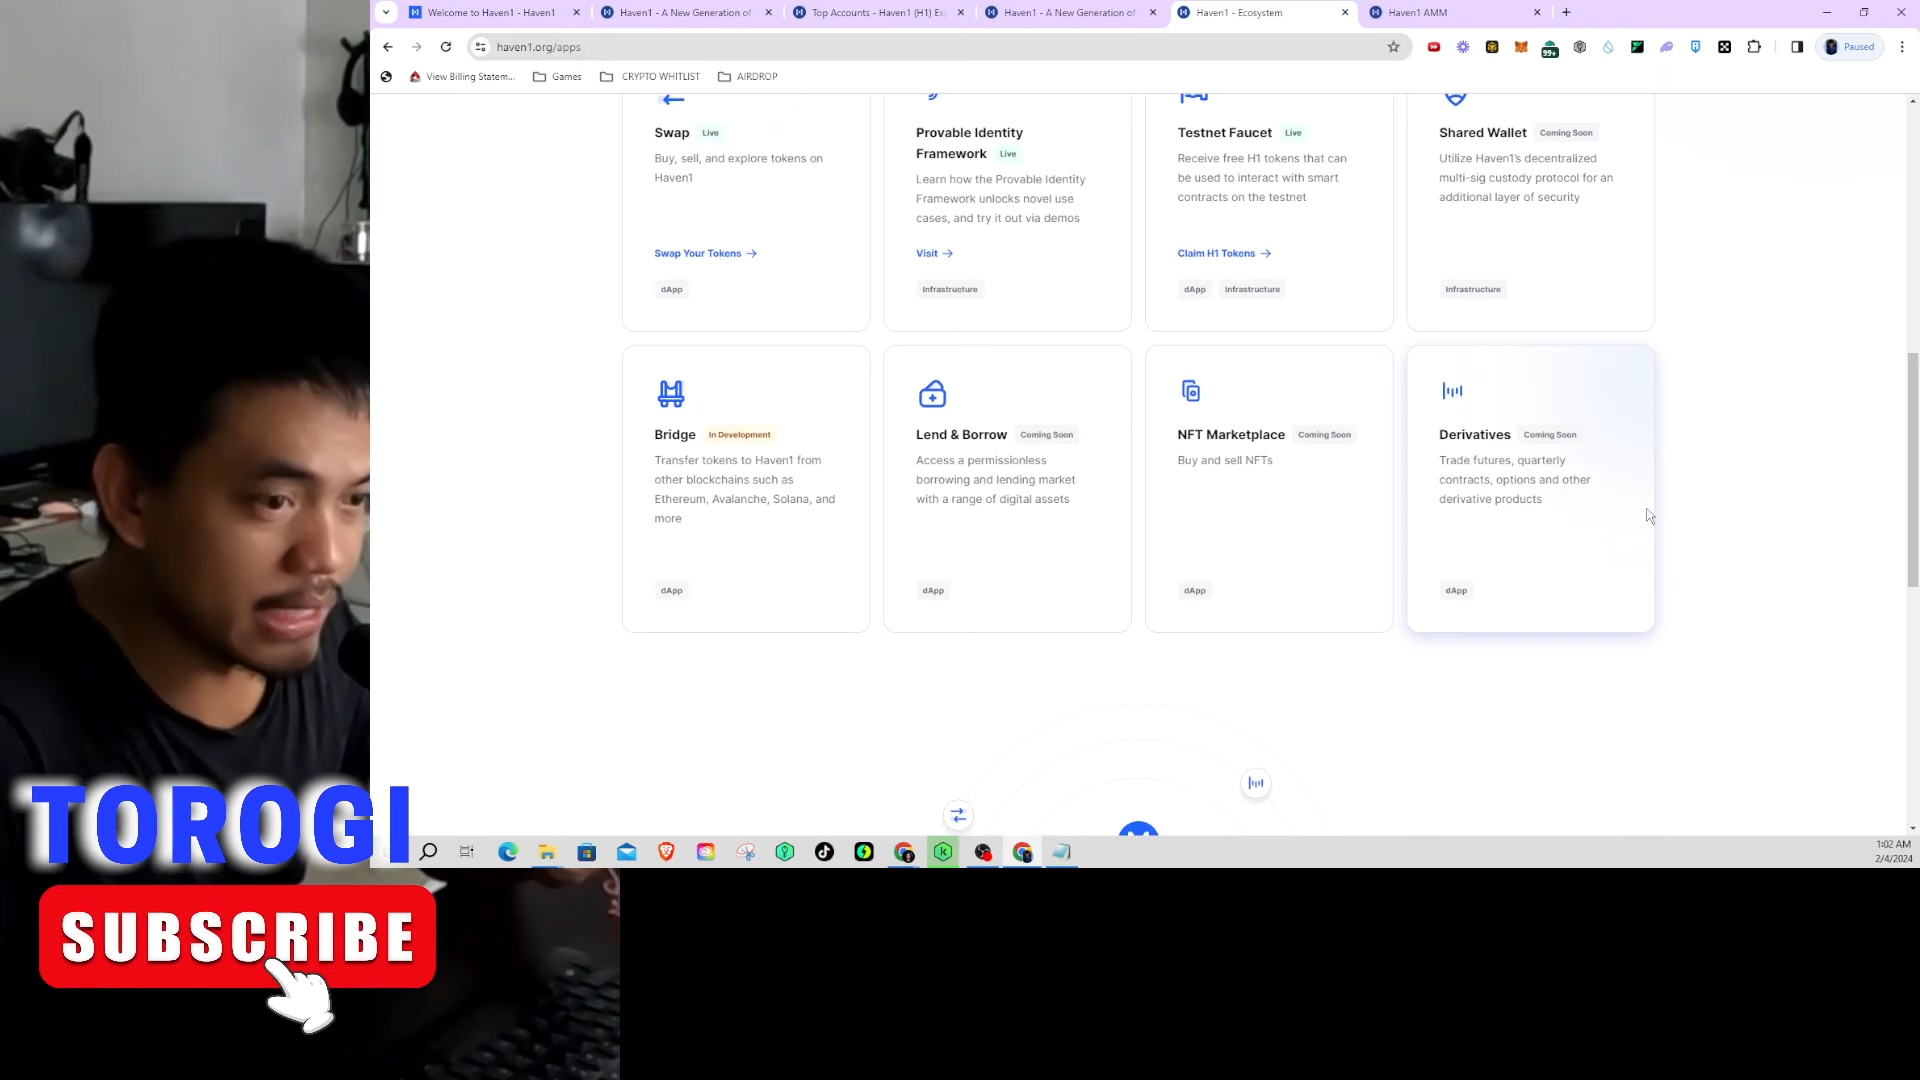 Welcome to Haven1 - Haven1
Haven1 - A New Generation of
Top Accounts - Haven1 (H1) Ex
Haven1 - A New Generation of
Haven1 - Ecosystem
Haven1 AMM
haven1.org/apps
99+
Paused
View Billing Statem...
Games
CRYPTO WHITLIST
AIRDROP
Swap Live
Buy, sell, and explore tokens on
Haven1
Swap Your Tokens →
dApp
Provable Identity
Framework Live
Learn how the Provable Identity
Framework unlocks novel use
cases, and try it out via demos
Visit →
Infrastructure
Testnet Faucet Live
Receive free H1 tokens that can
be used to interact with smart
contracts on the testnet
Claim H1 Tokens →
dApp Infrastructure
Shared Wallet Coming Soon
Utilize Haven1's decentralized
multi-sig custody protocol for an
additional layer of security
Infrastructure
Bridge In Development
Transfer tokens to Haven1 from
other blockchains such as
Ethereum, Avalanche, Solana, and
more
dApp
Lend & Borrow Coming Soon
Access a permissionless
borrowing and lending market
with a range of digital assets
dApp
NFT Marketplace Coming Soon
Buy and sell NFTs
dApp
Derivatives Coming Soon
Trade futures, quarterly
contracts, options and other
derivative products
dApp
1:02 AM
2/4/2024
TOROGI
SUBSCRIBE